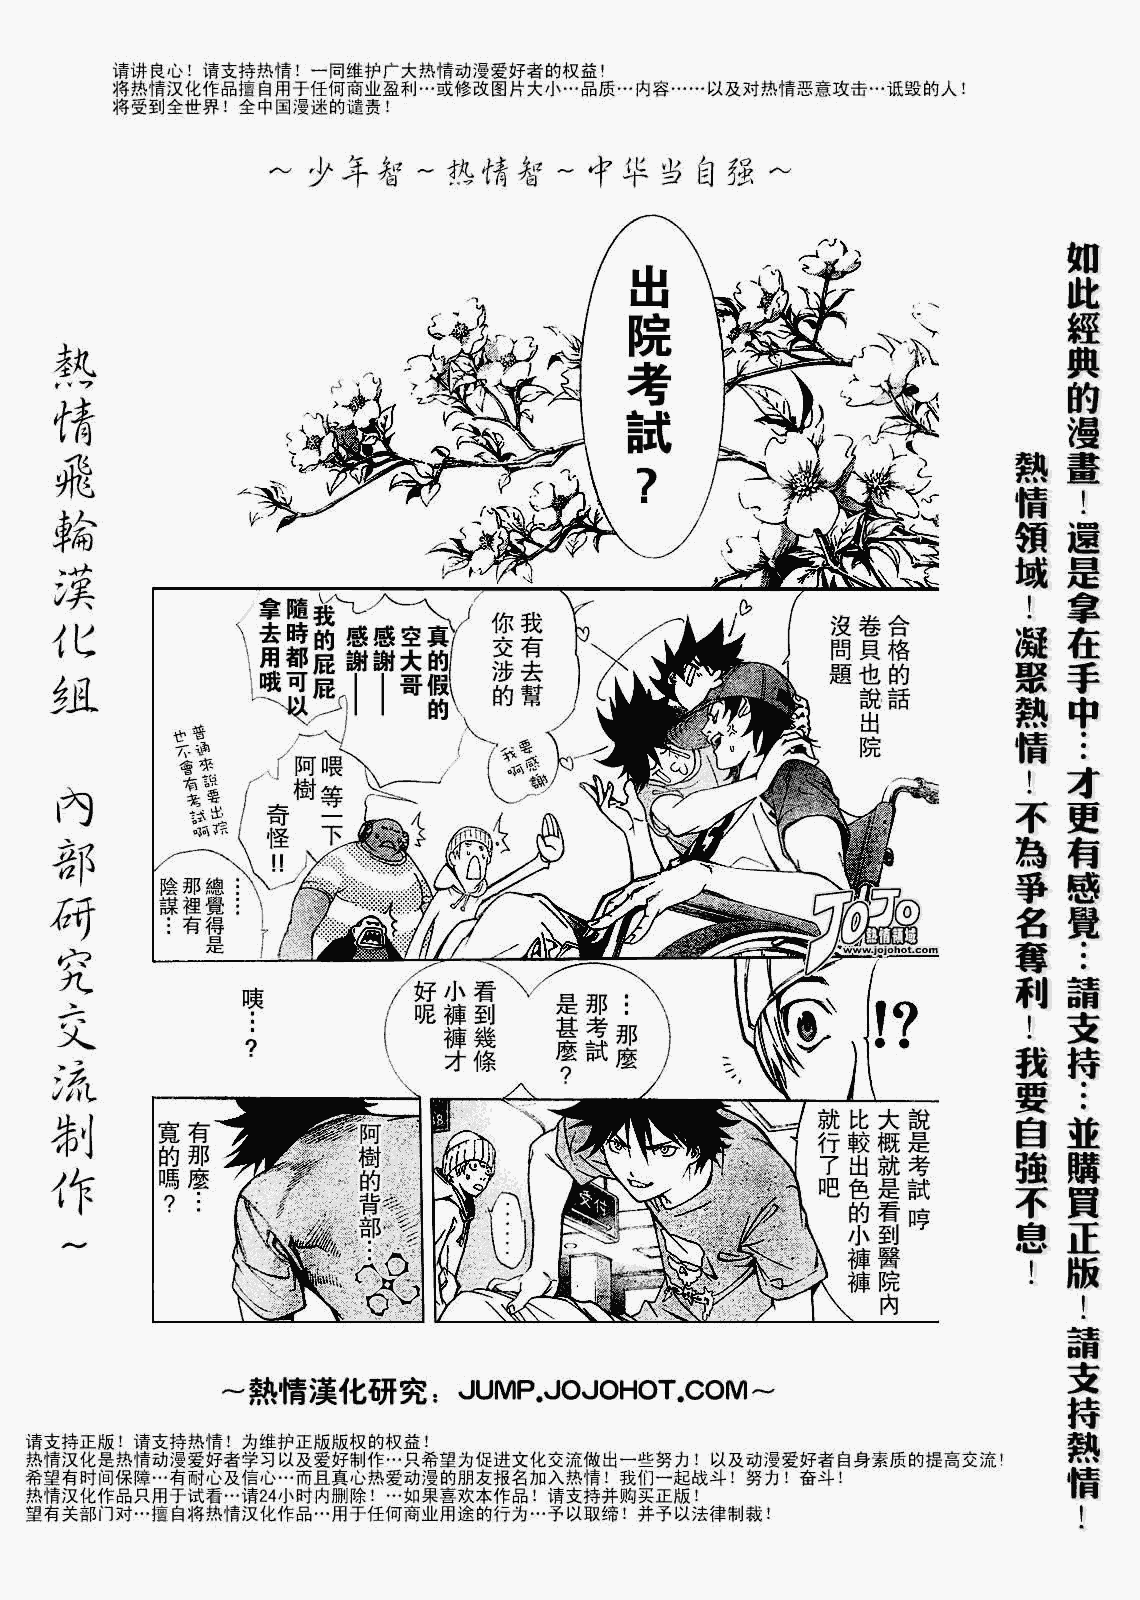 请讲良心！请支持热情！一同维护广大热情动漫爱好者的权益！
将热情汉化作品擅自用于任何商业盈利…或修改图片大小…品质…内容……以及对热情恶意攻击…诋毁的人！
将受到全世界！全中国漫迷的谴责！
～少年智～热情智～中华当自强～
如此經典的漫畫！還是拿在手中…才更有感覺…請支持…並購買正版！請支持熱情！
熱情領域！凝聚熱情！不為爭名奪利！我要自強不息！
熱情飛輪漢化組 內部研究交流制作～
出院考試？
合格的話
卷貝也說出院
沒問題
我有去幫
你交涉的
真的假的
空大哥
感謝——
感謝——
我的屁屁
隨時都可以
拿去用哦
我要感謝
啊
喂 等一下
阿樹
奇怪!!
普通來說要出院
也不會有考試啊
……
總覺得是
那裡有
陰謀…
JOJO
熱情領域
www.jojohot.com
!?
…那麼
那考試
是甚麼？
看到幾條
小褲褲才
好呢
咦…？
說是考試 哼
大概就是看到醫院內
比較出色的小褲褲
就行了吧
受付
……
阿樹的背部…
有那麼…
寬的嗎？
～熱情漢化研究：JUMP.JOJOHOT.COM～
请支持正版！请支持热情！为维护正版版权的权益！
热情汉化是热情动漫爱好者学习以及爱好制作…只希望为促进文化交流做出一些努力！以及动漫爱好者自身素质的提高交流！
希望有时间保障…有耐心及信心…而且真心热爱动漫的朋友报名加入热情！我们一起战斗！努力！奋斗！
热情汉化作品只用于试看…请24小时内删除！…如果喜欢本作品！请支持并购买正版！
望有关部门对…擅自将热情汉化作品…用于任何商业用途的行为…予以取缔！并予以法律制裁！